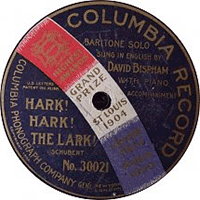 COLUMBIA RECORD
BARITONE SOLO
SUNG IN ENGLISH BY
DAVID BISPHAM
WITH PIANO
ACCOMPANIMENT
GRAND
PRIZE
ST LOUIS
1904
HARK!
HARK!
THE LARK!
SCHUBERT
No. 30021
COLUMBIA PHONOGRAPH COMPANY GEN.